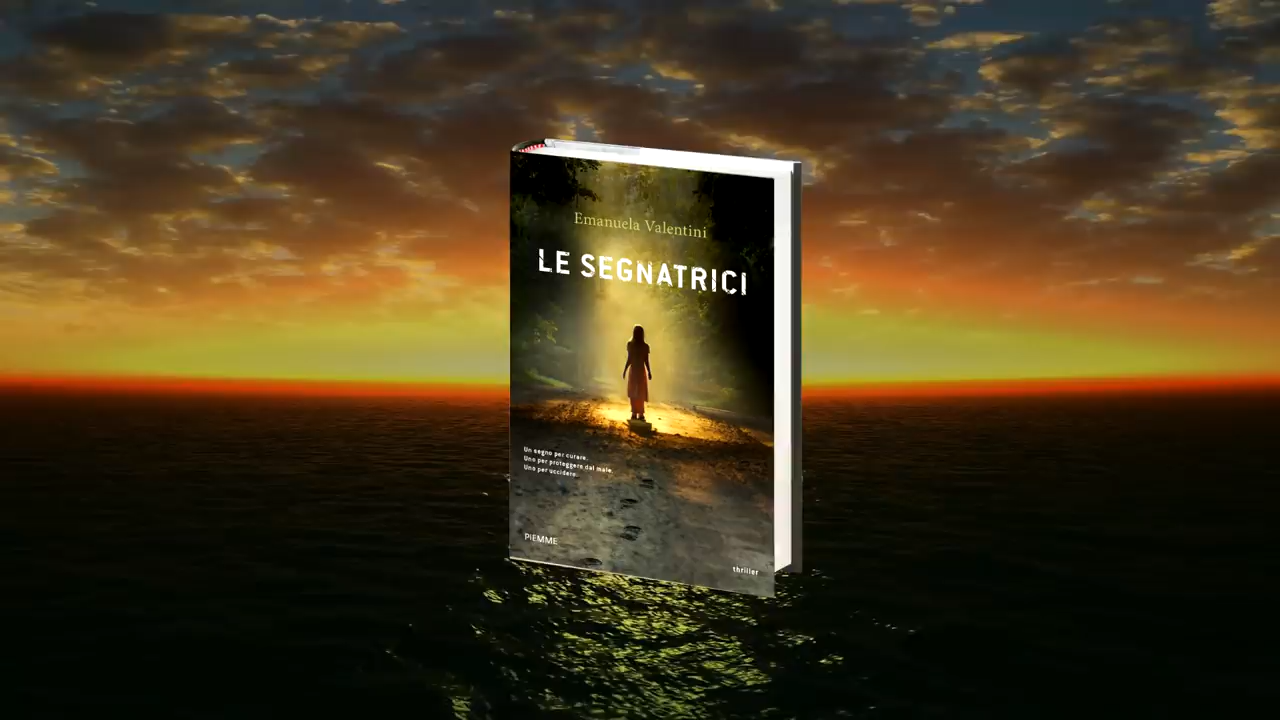 Emanuela Valentini
LE SEGNATRICI
Un segno per curare.
Uno per proteggere dal male.
Uno per uccidere.
PIEMME
thriller